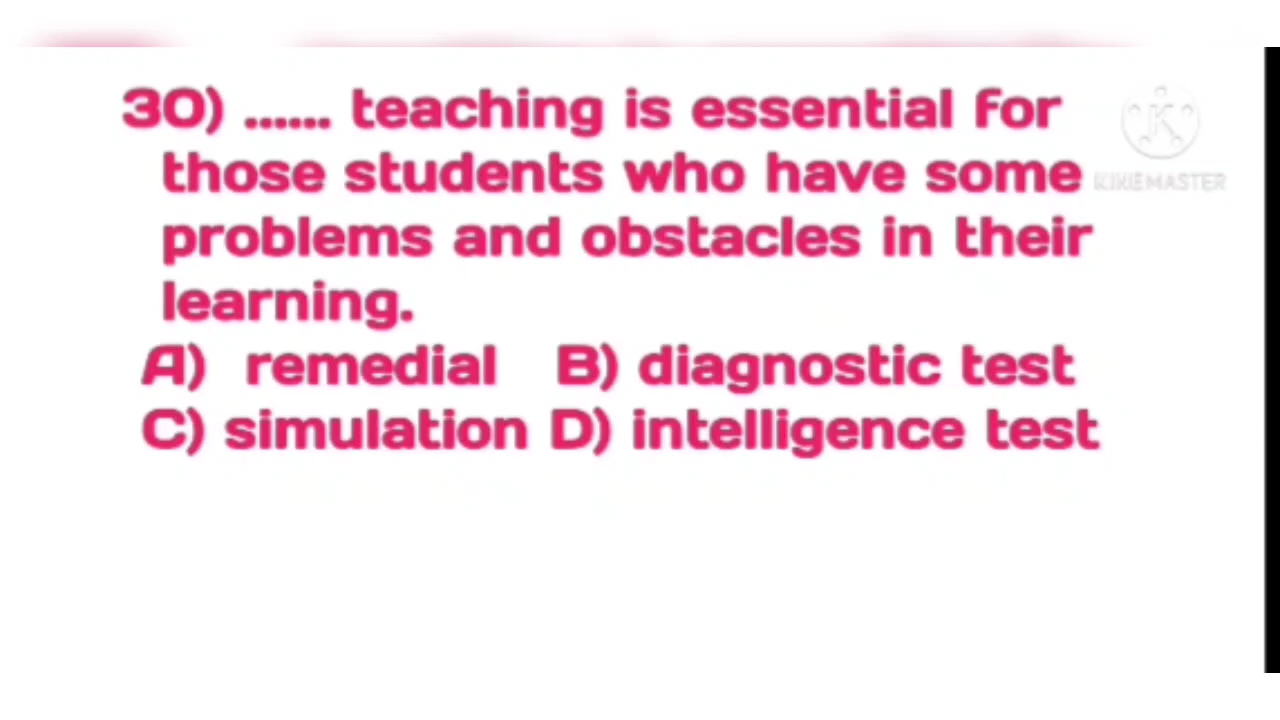 30) ...... teaching is essential for
those students who have some
problems and obstacles in their
learning.
A) remedial B) diagnostic test
C) simulation D) intelligence test
K
KINEMASTER